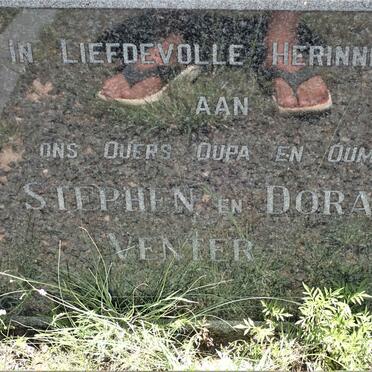 In Liefdevolle Herinn
aan
ons Ouers Oupa en Oum
Stephen en Dora
Venter